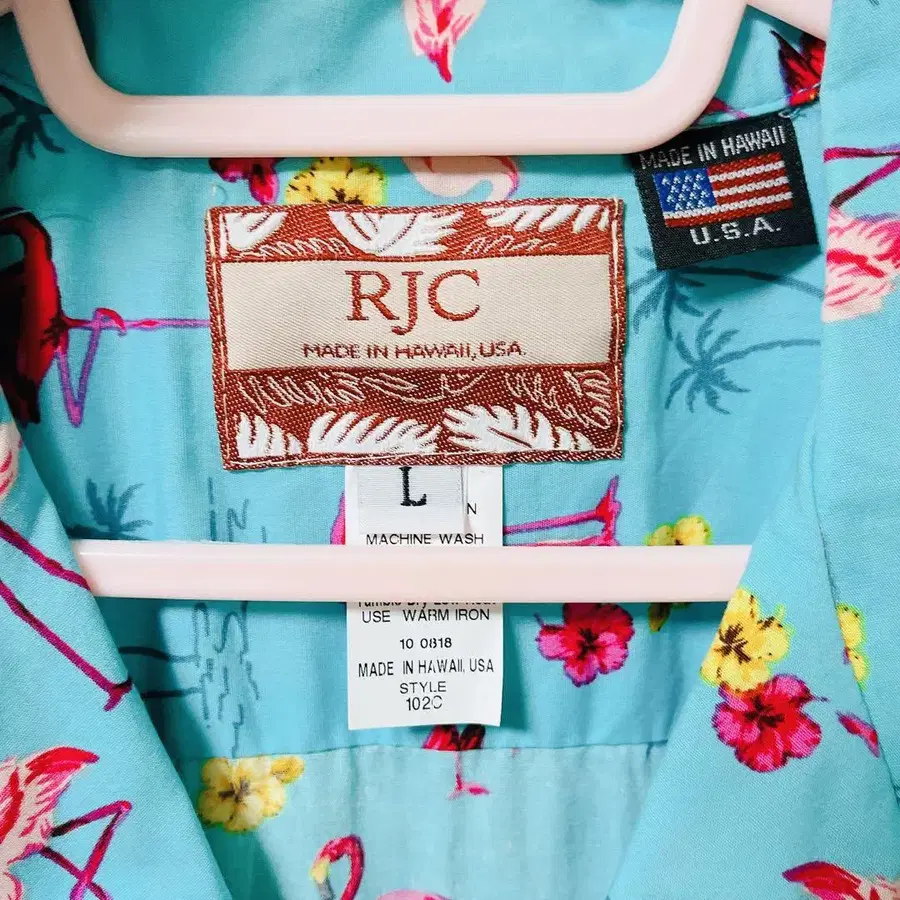 MADE IN HAWAII
U.S.A.
RJC
MADE IN HAWAII, USA.
L
N
MACHINE WASH
USE WARM IRON
10 0818
MADE IN HAWAII, USA
STYLE
102C